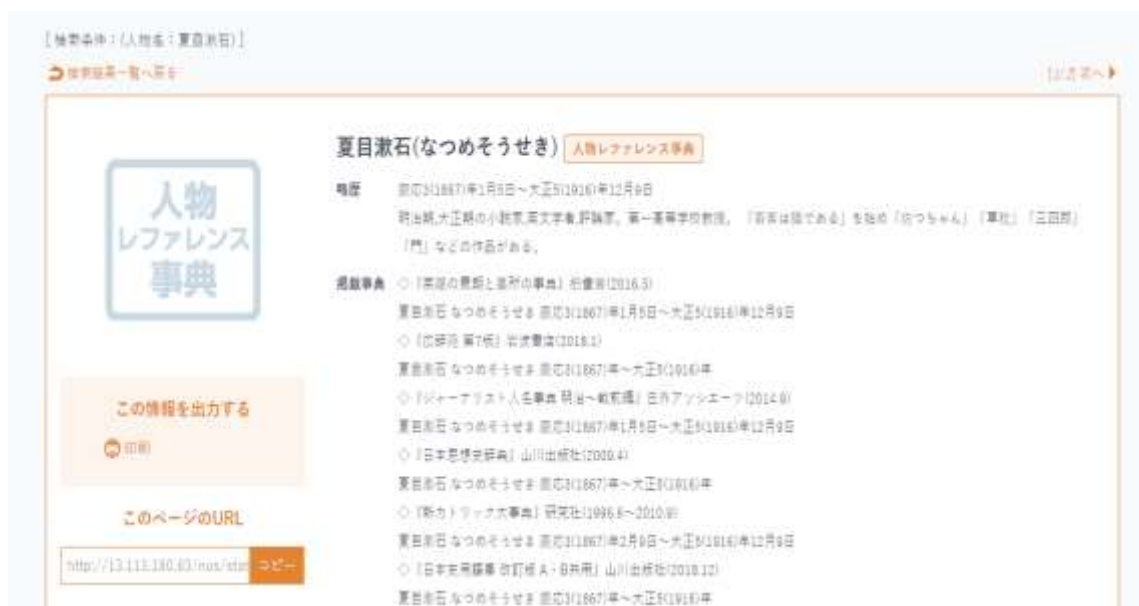 [検索条件:(人物名:夏目漱石)]
検索結果一覧へ戻る
次へ
人物
レファレンス
事典
夏目漱石(なつめそうせき) 人物レファレンス事典
略歴 慶応3(1867)年1月5日~大正5(1916)年12月9日
明治期,大正期の小説家,英文学者,評論家。第一高等学校教授。「吾輩は猫である」を始め「坊つちゃん」「草枕」「三四郎」
「門」などの作品がある。
掲載事典 ◇『英語の最期と墓所の事典』柏書房
夏目漱石 なつめそうせき 慶応3(1867)年1月5日~大正5(1916)年12月9日
◇『広辞苑 第7版』岩波書店(2018.1)
夏目漱石 なつめそうせき 慶応3(1867)年~大正5(1916)年
◇『ジャーナリスト人名事典 明治~戦前編』日外アソシエーツ(2014.9)
夏目漱石 なつめそうせき 慶応3(1867)年1月5日~大正5(1916)年12月9日
◇『日本思想史辞典』山川出版社(2009.4)
夏目漱石 なつめそうせき 慶応3(1867)年~大正5(1916)年
◇『新カトリック大事典』研究社(1996.6~2010.9)
夏目漱石 なつめそうせき 慶応3(1867)年2月9日~大正5(1916)年12月9日
◇『日本史用語集 改訂版 A・B共用』山川出版社(2018.12)
夏目漱石 なつめそうせき 慶応3(1867)年~大正5(1916)年
この情報を出力する
印刷
このページのURL
http://13.113.180.83/nus/stat コピー